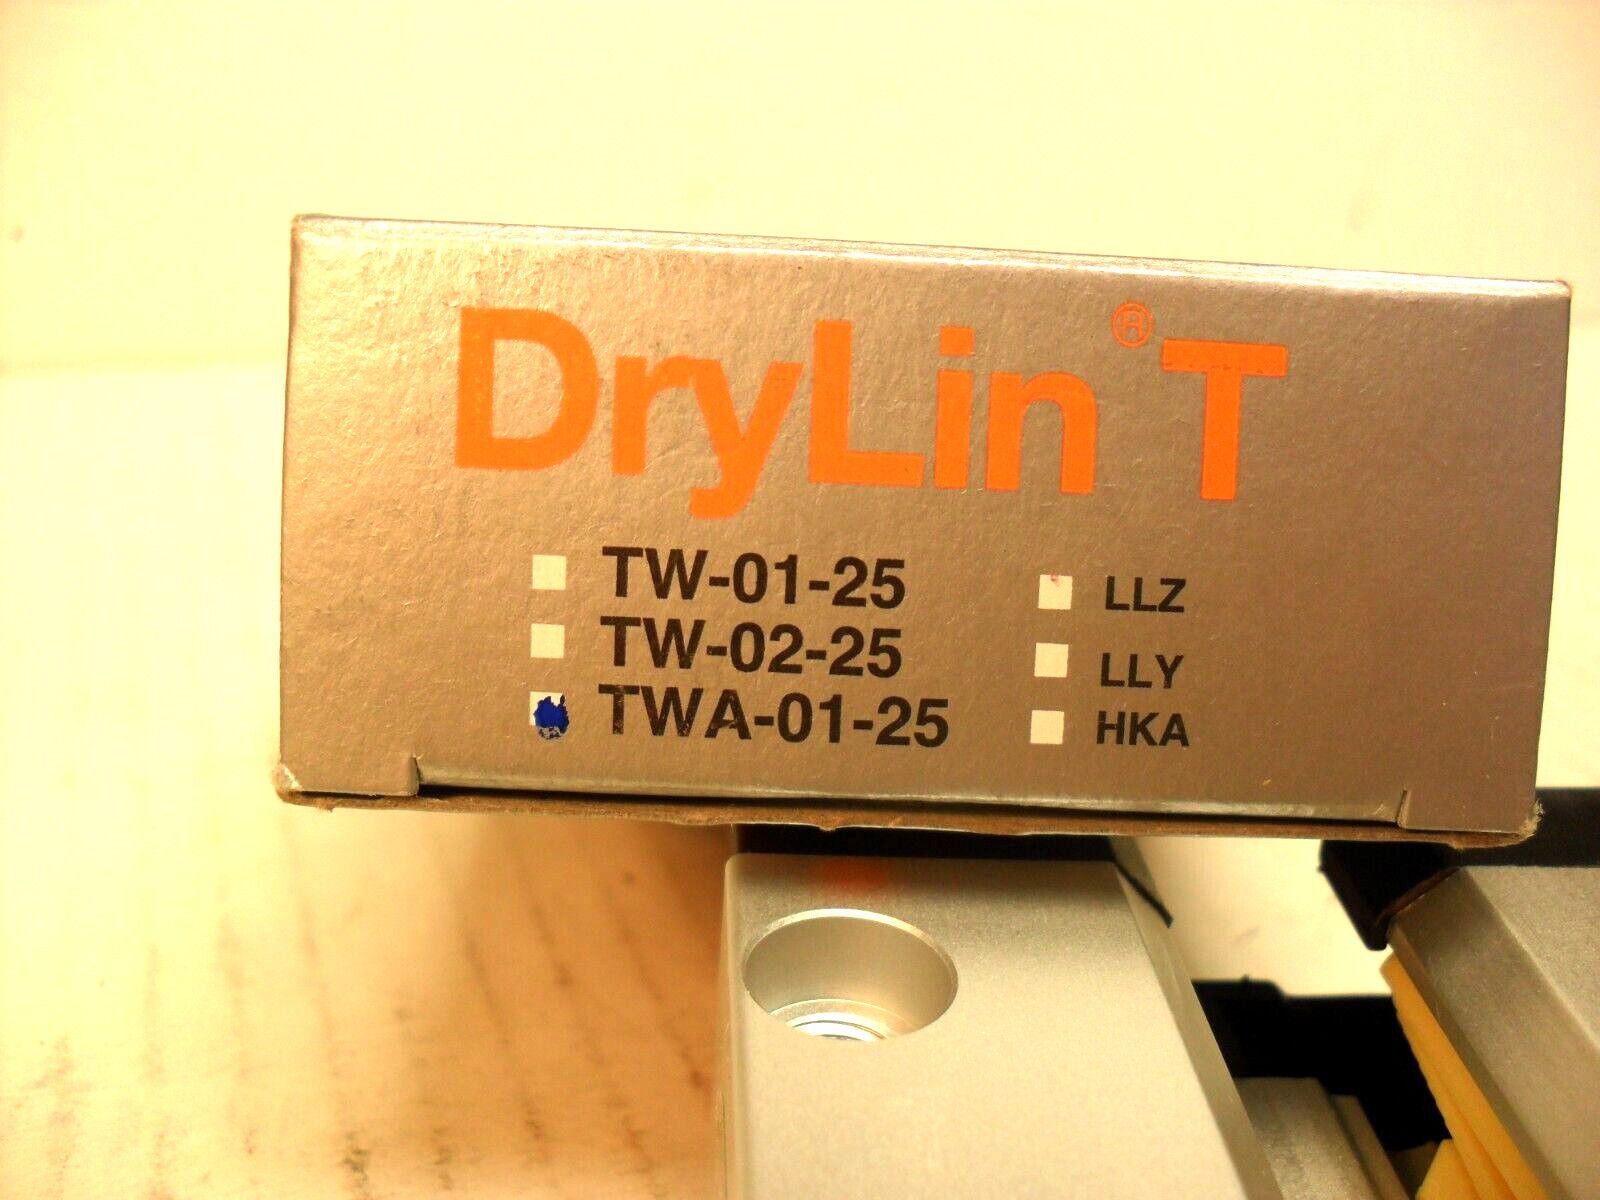 DryLin® T
TW-01-25 LLZ
TW-02-25 LLY
TWA-01-25 HKA